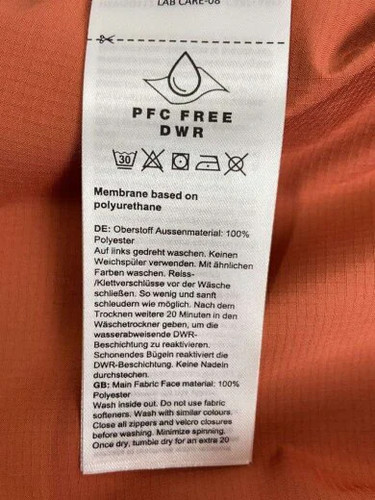 LAB CARE-08
PFC FREE
DWR
30
Membrane based on
polyurethane
DE: Oberstoff Aussenmaterial: 100%
Polyester
Auf links gedreht waschen. Keinen
Weichspüler verwenden. Mit ähnlichen
Farben waschen. Reiss-
/Klettverschlüsse vor der Wäsche
schließen. So wenig und sanft
schleudern wie möglich. Nach dem
Trocknen weitere 20 Minuten in den
Wäschetrockner geben, um die
wasserabweisende DWR-
Beschichtung zu reaktivieren.
Schonendes Bügeln reaktiviert die
DWR-Beschichtung. Keine Nadeln
durchstechen.
GB: Main Fabric Face material: 100%
Polyester
Wash inside out. Do not use fabric
softeners. Wash with similar colours.
Close all zippers and velcro closures
before washing. Minimize spinning.
Once dry, tumble dry for an extra 20